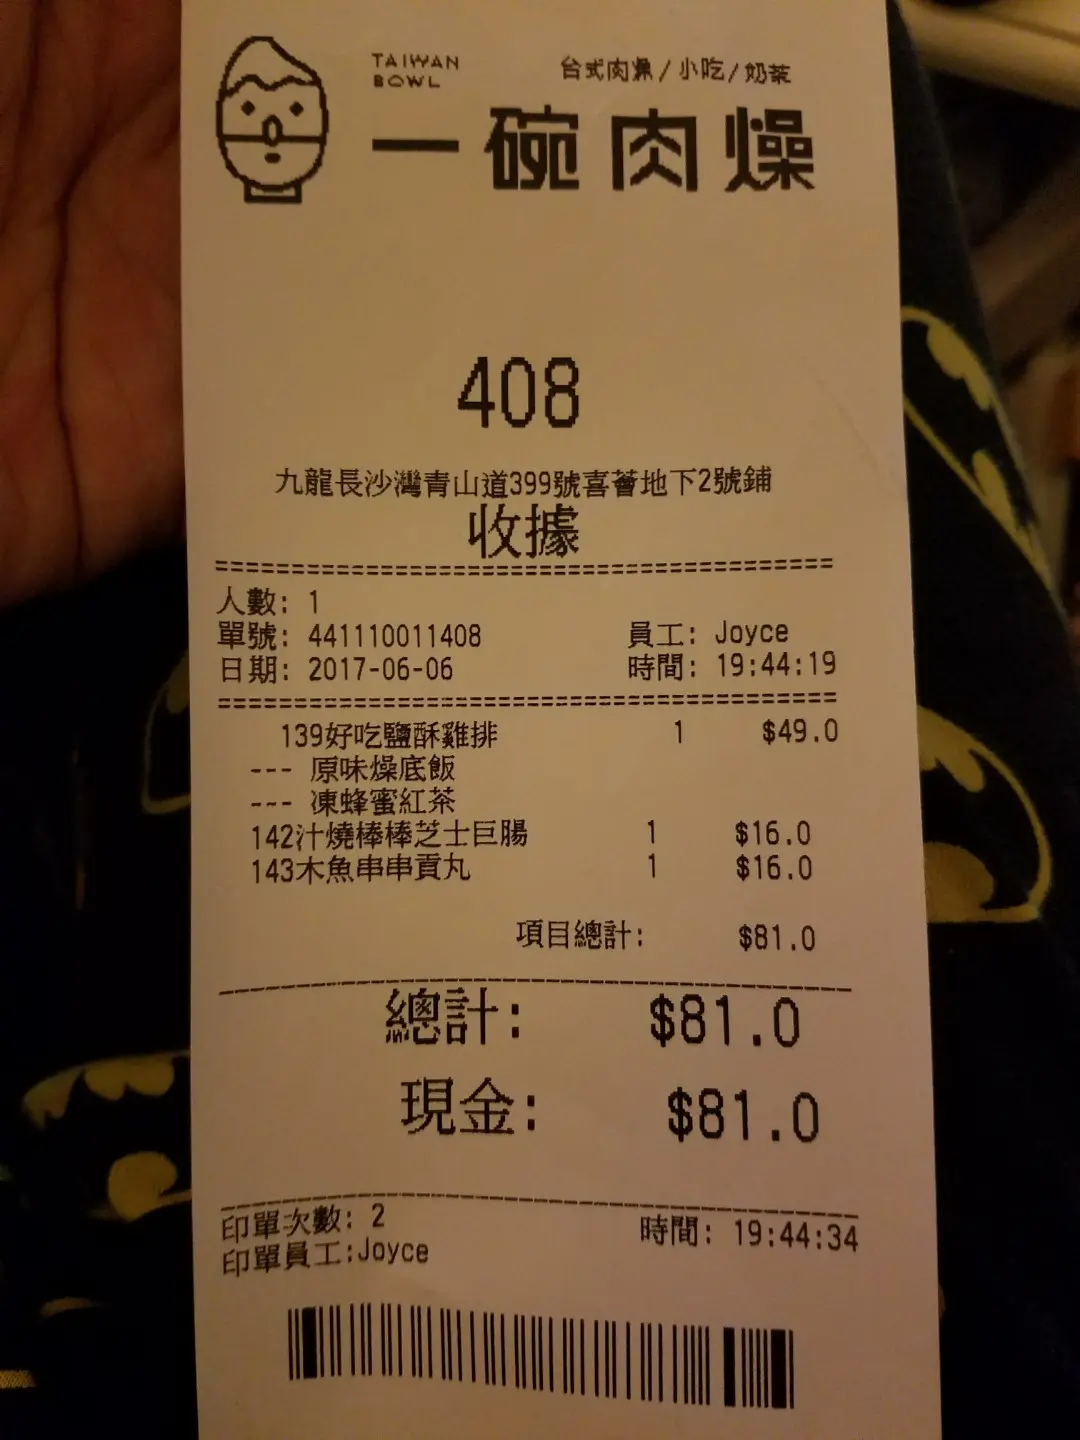 TAIWAN
BOWL
台式肉燥/小吃/奶茶
一碗肉燥
408
九龍長沙灣青山道399號喜薈地下2號鋪
收據
========================================
人數: 1
單號: 441110011408 員工: Joyce
日期: 2017-06-06 時間: 19:44:19
========================================
139好吃鹽酥雞排 1 $49.0
--- 原味燥底飯
--- 凍蜂蜜紅茶
142汁燒棒棒芝士巨腸 1 $16.0
143木魚串串貢丸 1 $16.0
項目總計: $81.0
總計: $81.0
現金: $81.0
印單次數: 2 時間: 19:44:34
印單員工:Joyce